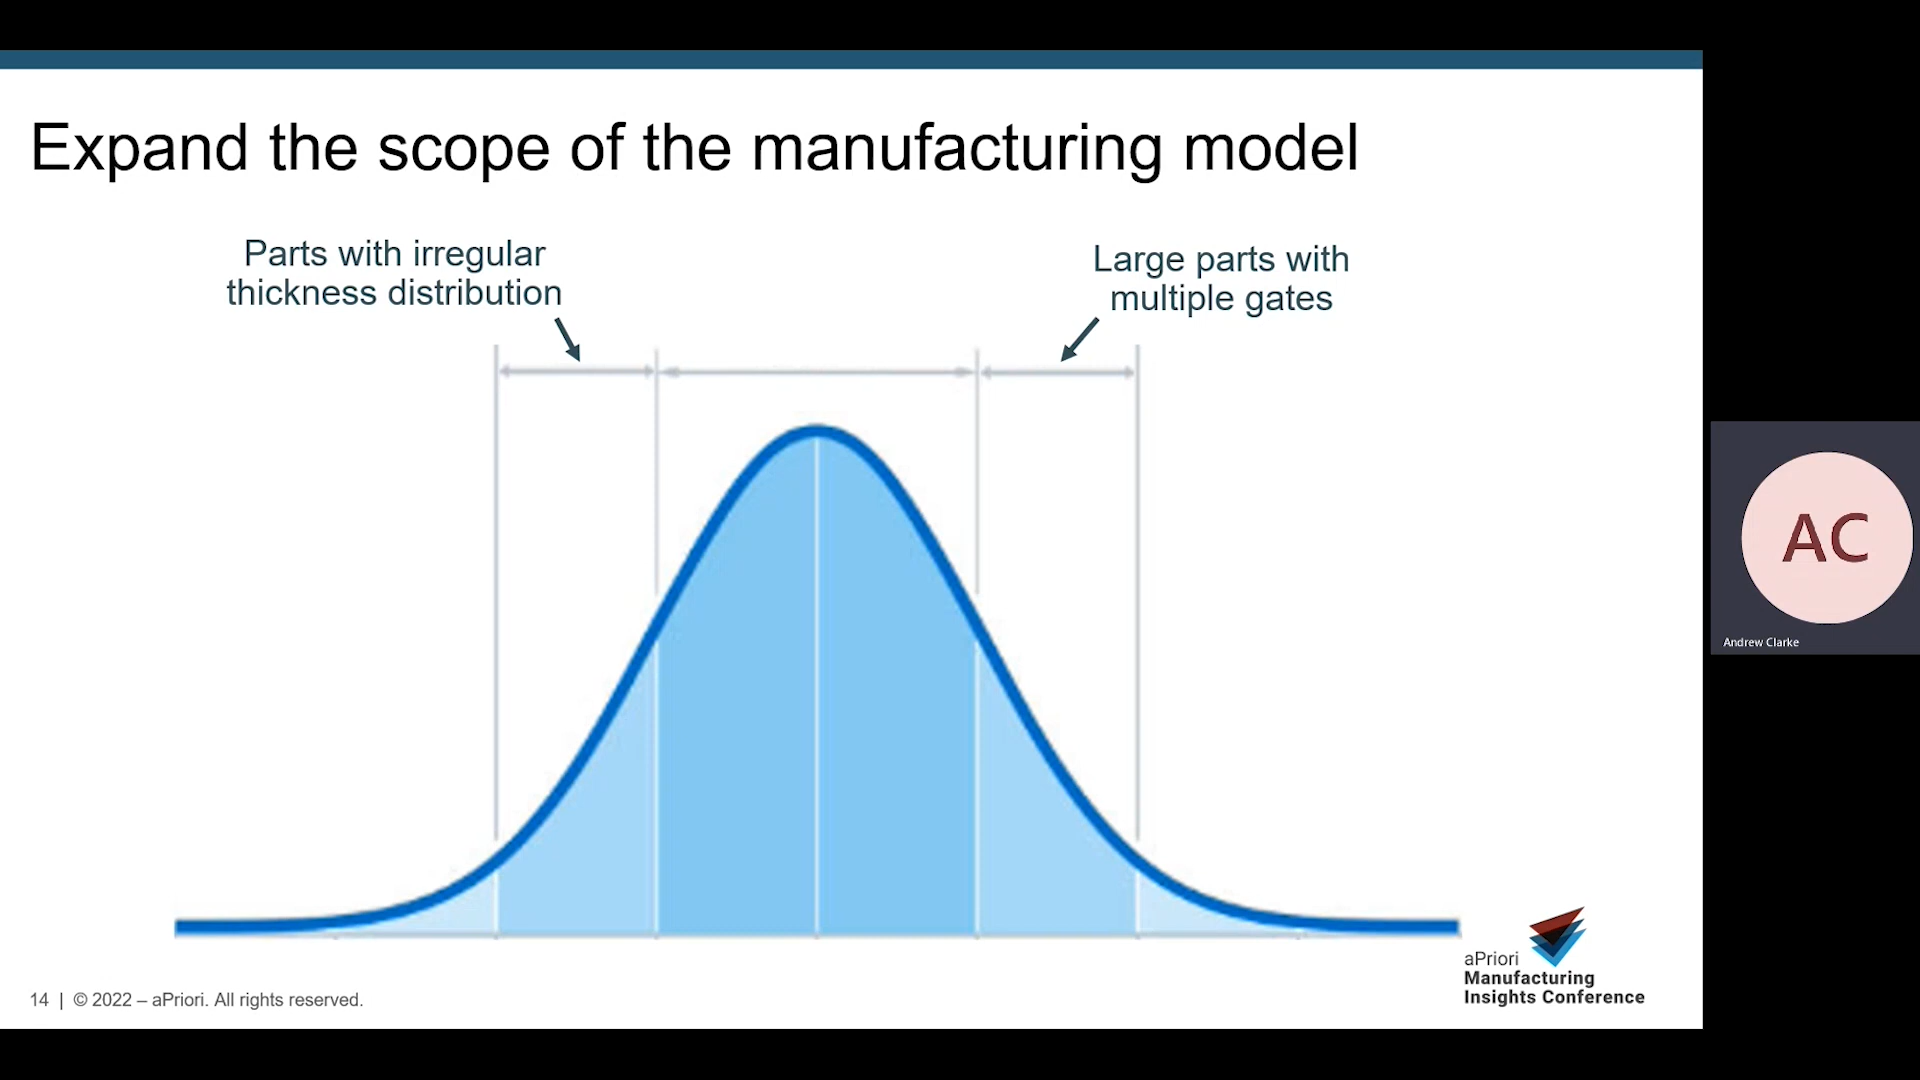 Expand the scope of the manufacturing model
Parts with irregular
thickness distribution
Large parts with
multiple gates
AC
Andrew Clarke
aPriori
Manufacturing
Insights Conference
14 | © 2022 – aPriori. All rights reserved.